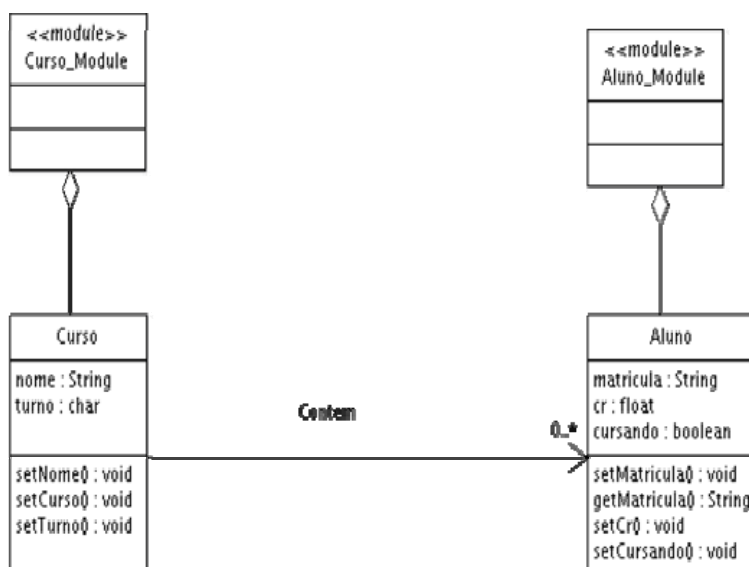 <<module>>
Curso_Module
<<module>>
Aluno_Module
Curso
nome : String
turno : char
setNome() : void
setCurso() : void
setTurno() : void
Contem
0..*
Aluno
matricula : String
cr : float
cursando : boolean
setMatricula() : void
getMatricula() : String
setCr() : void
setCursando() : void